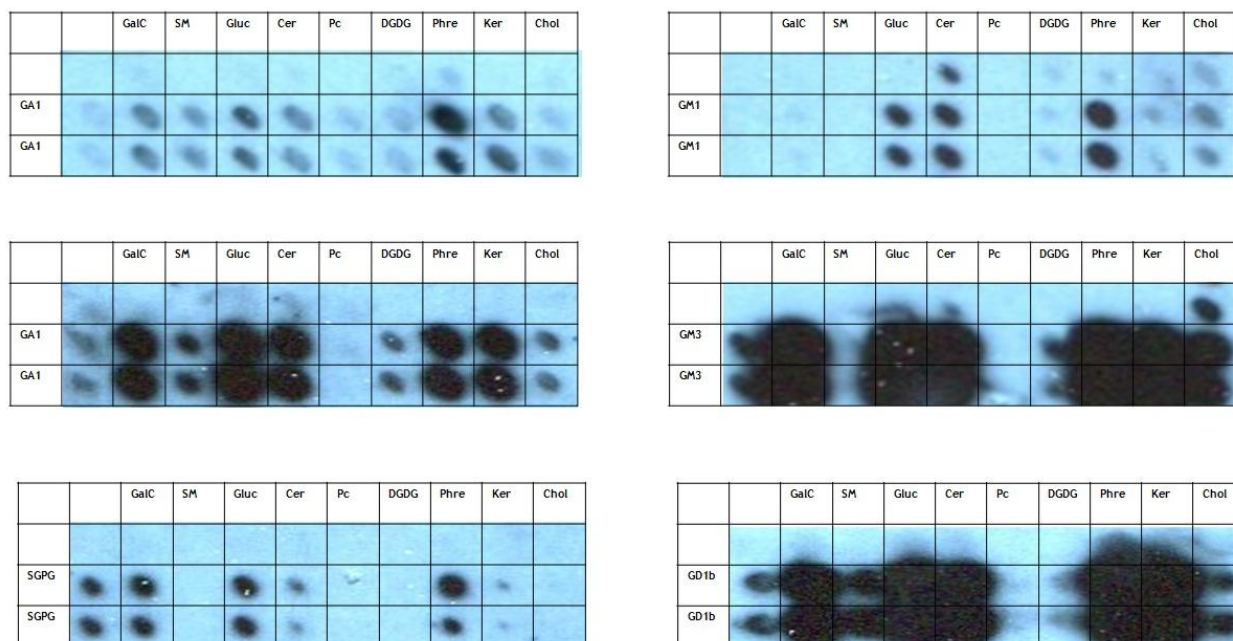 GalC SM Gluc Cer Pc DGDG Phre Ker Chol
GA1
GA1
GalC SM Gluc Cer Pc DGDG Phre Ker Chol
GM1
GM1
GalC SM Gluc Cer Pc DGDG Phre Ker Chol
GA1
GA1
GalC SM Gluc Cer Pc DGDG Phre Ker Chol
GM3
GM3
GalC SM Gluc Cer Pc DGDG Phre Ker Chol
SGPG
SGPG
GalC SM Gluc Cer Pc DGDG Phre Ker Chol
GD1b
GD1b